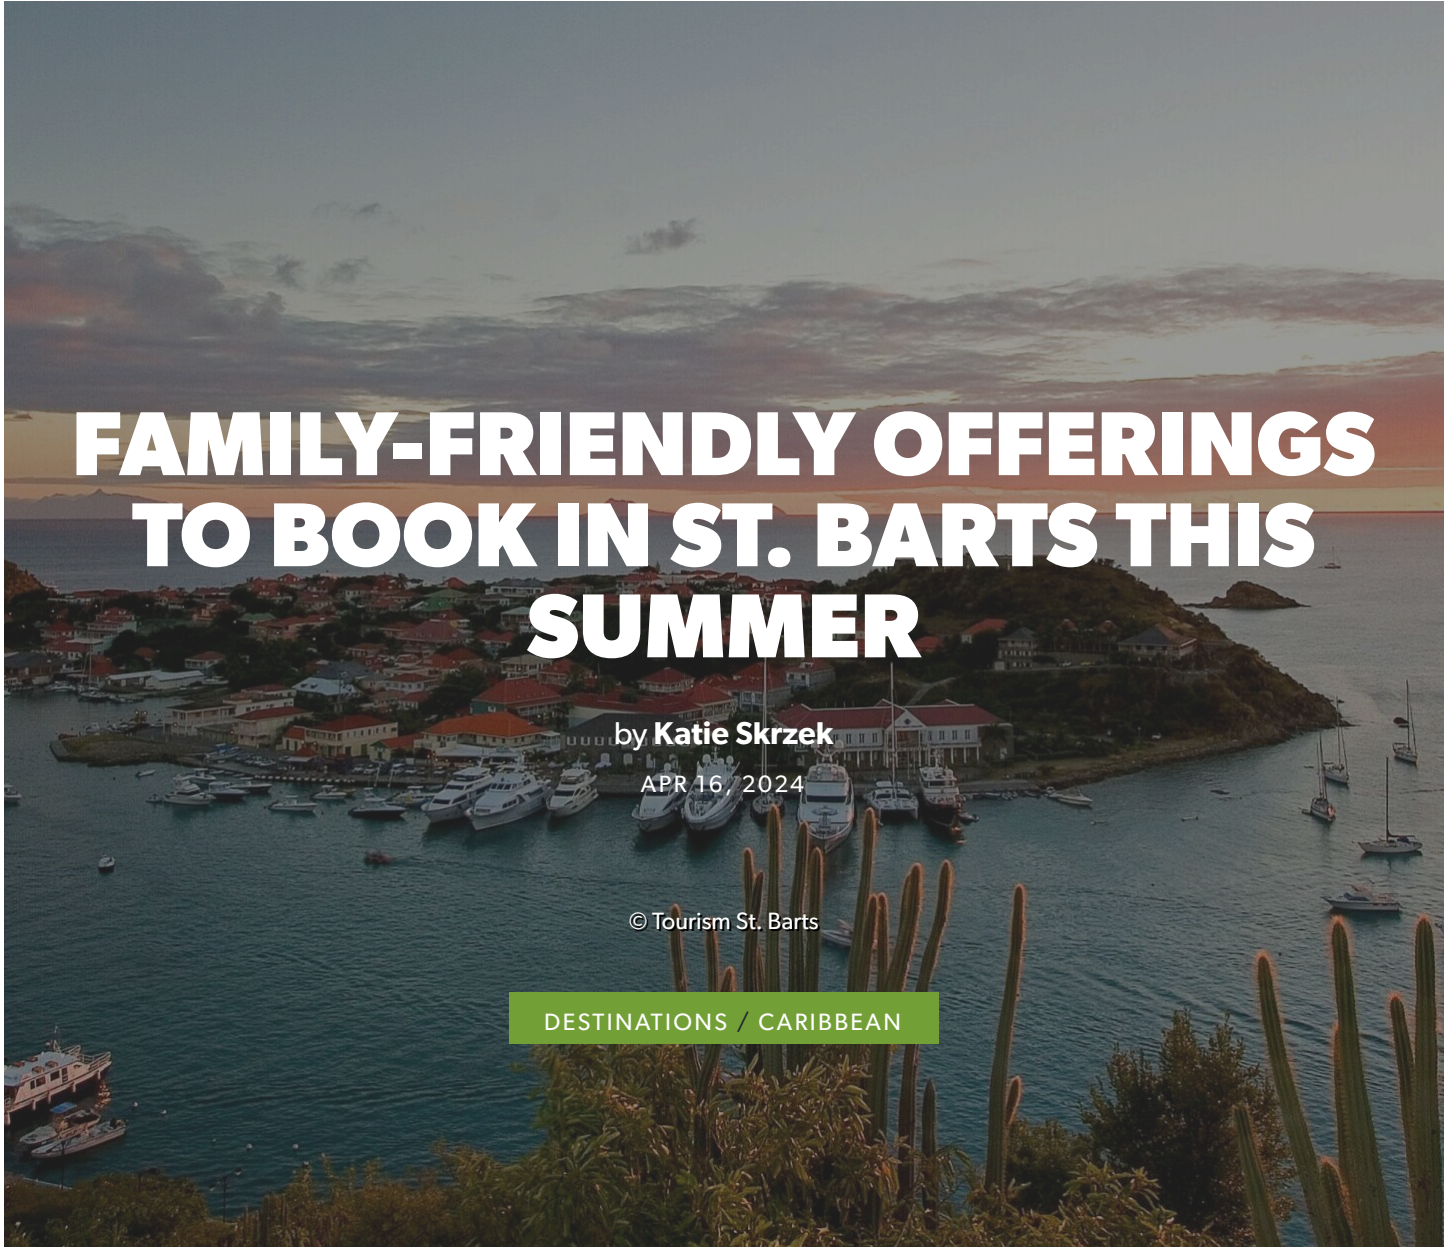 FAMILY-FRIENDLY OFFERINGS
TO BOOK IN ST. BARTS THIS
SUMMER
by Katie Skrzek
APR 16, 2024
© Tourism St. Barts
DESTINATIONS / CARIBBEAN